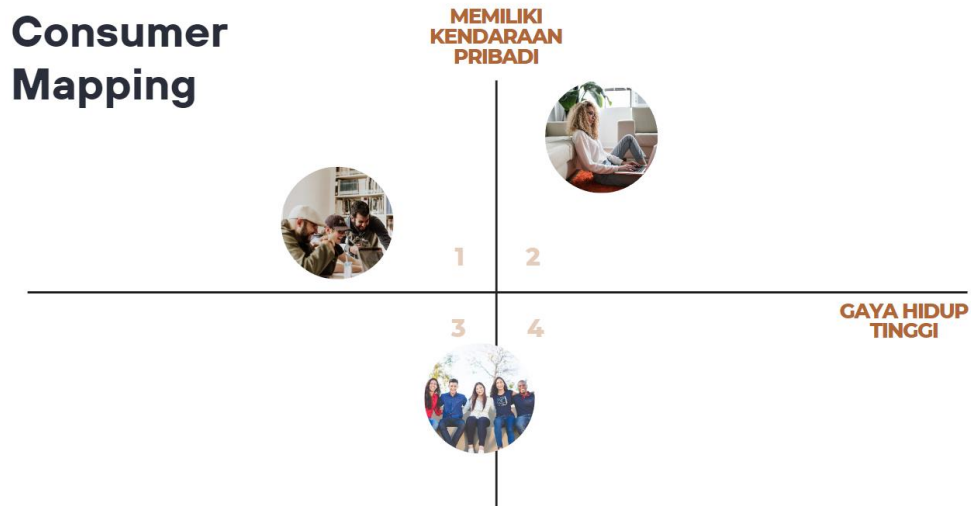 Consumer
Mapping
MEMILIKI
KENDARAAN
PRIBADI
1
2
GAYA HIDUP
TINGGI
3
4